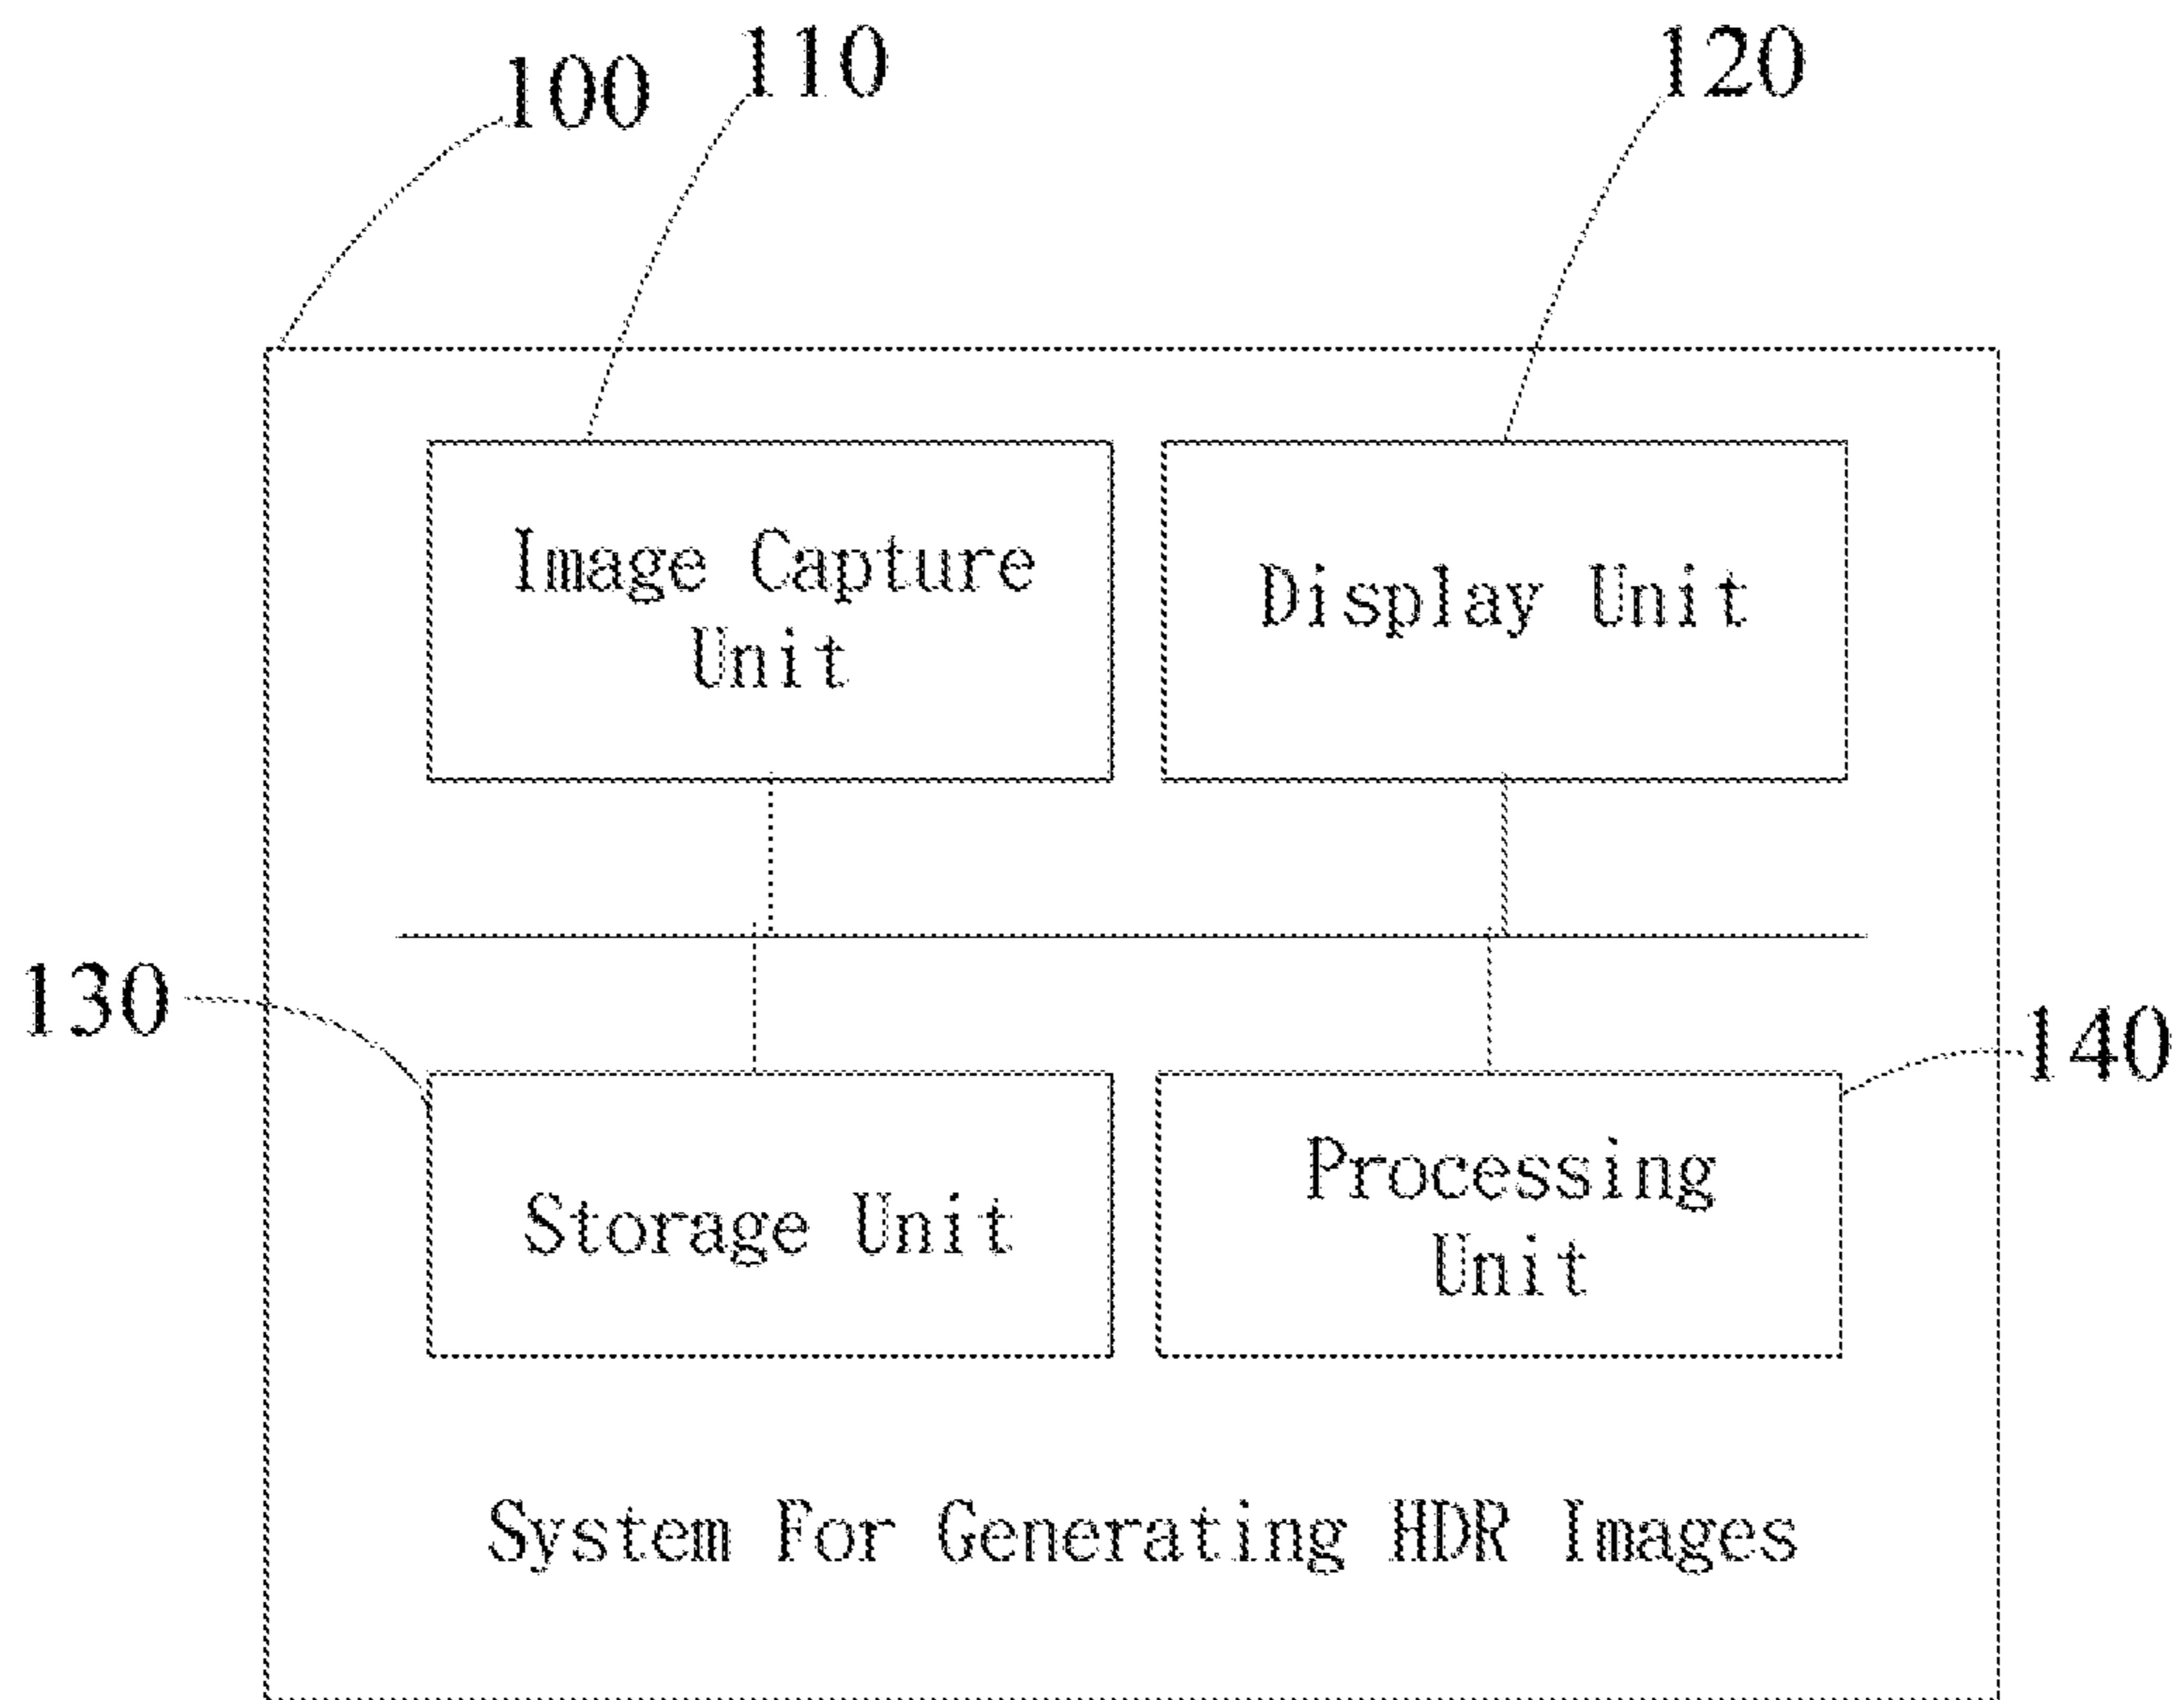 100
110
120
Image Capture
Unit
Display Unit
130
140
Storage Unit
Processing
Unit
System For Generating HDR Images